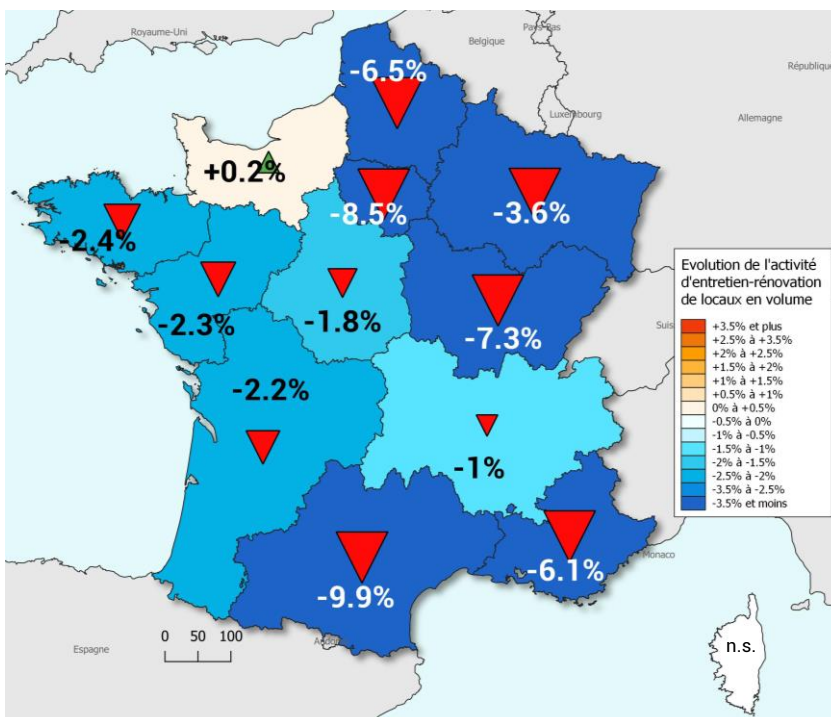 Royaume-Uni
Pays-Bas
Belgique
République
Luxembourg
Allemagne
-6.5%
+0.2%
-8.5%
-3.6%
-2.4%
-2.3%
-1.8%
-7.3%
Suis
-2.2%
-1%
-9.9%
-6.1%
Monaco
Espagne
0 50 100
n.s.
Evolution de l'activité
d'entretien-rénovation
de locaux en volume
+3.5% et plus
+2.5% à +3.5%
+2% à +2.5%
+1.5% à +2%
+1% à +1.5%
+0.5% à +1%
0% à +0.5%
-0.5% à 0%
-1% à -0.5%
-1.5% à -1%
-2% à -1.5%
-2.5% à -2%
-3.5% à -2.5%
-3.5% et moins